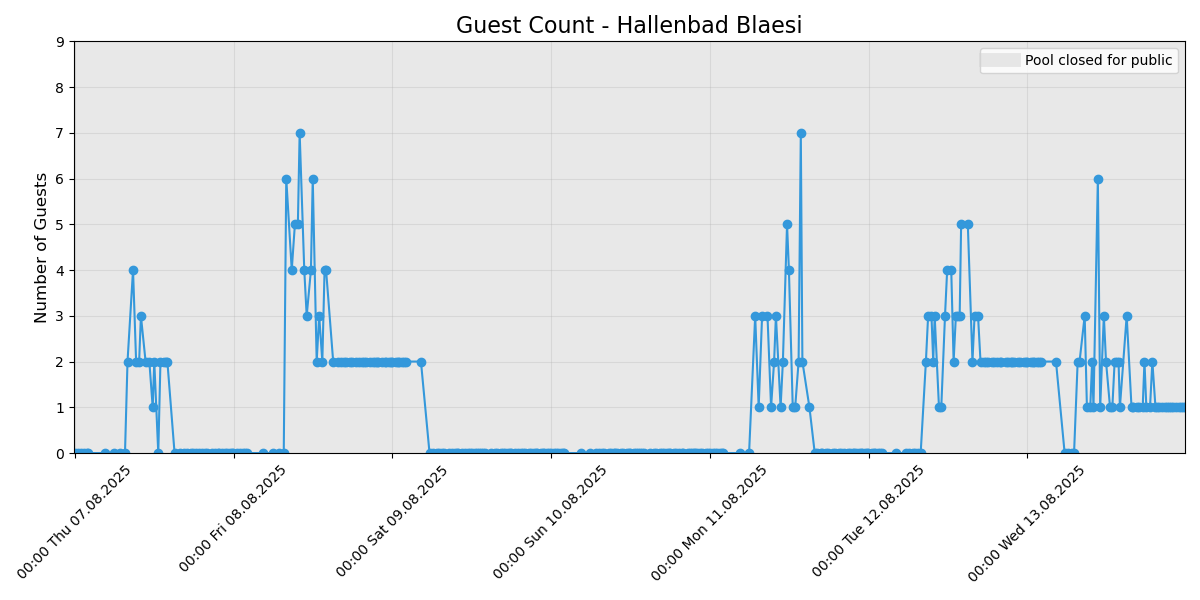 Guest Count - Hallenbad Blaesi
Pool closed for public
Number of Guests
9
8
7
6
5
4
3
2
1
0
00:00 Thu 07.08.2025
00:00 Fri 08.08.2025
00:00 Sat 09.08.2025
00:00 Sun 10.08.2025
00:00 Mon 11.08.2025
00:00 Tue 12.08.2025
00:00 Wed 13.08.2025